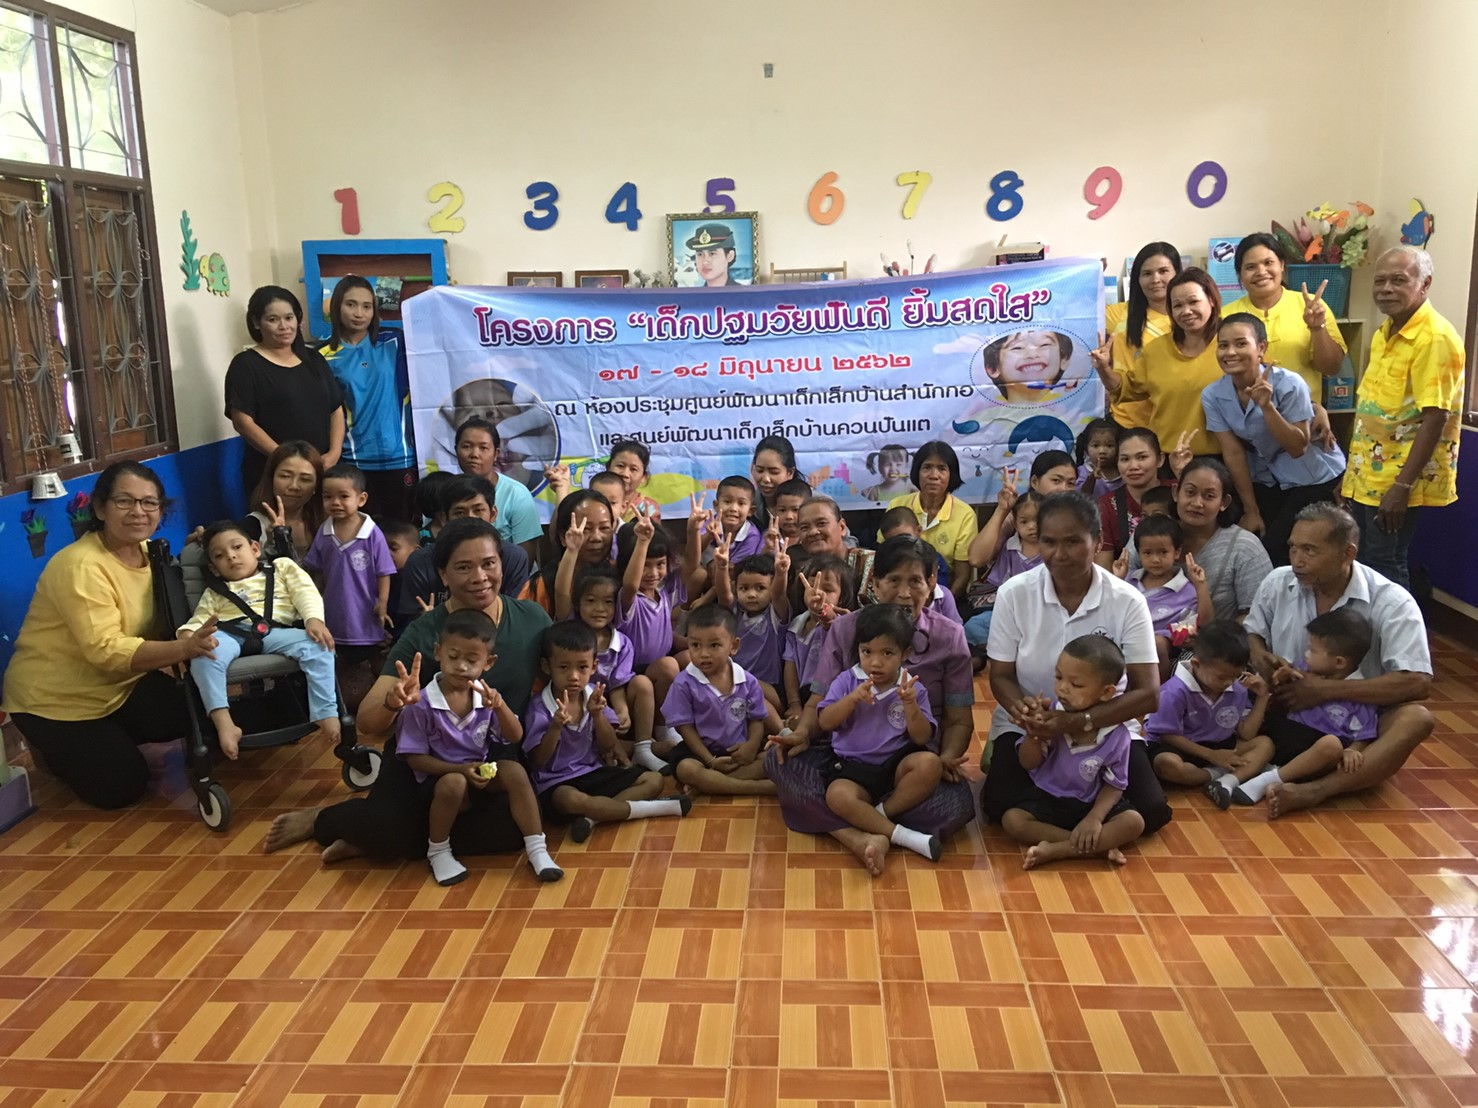 1 2 3 4 5 6 7 8 9 0
โครงการ “เด็กปฐมวัยฟันดี ยิ้มสดใส”
๑๗ - ๑๘ มิถุนายน ๒๕๖๒
ณ ห้องประชุมศูนย์พัฒนาเด็กเล็กบ้านสำนักกอ
และศูนย์พัฒนาเด็กเล็กบ้านควนปันแต